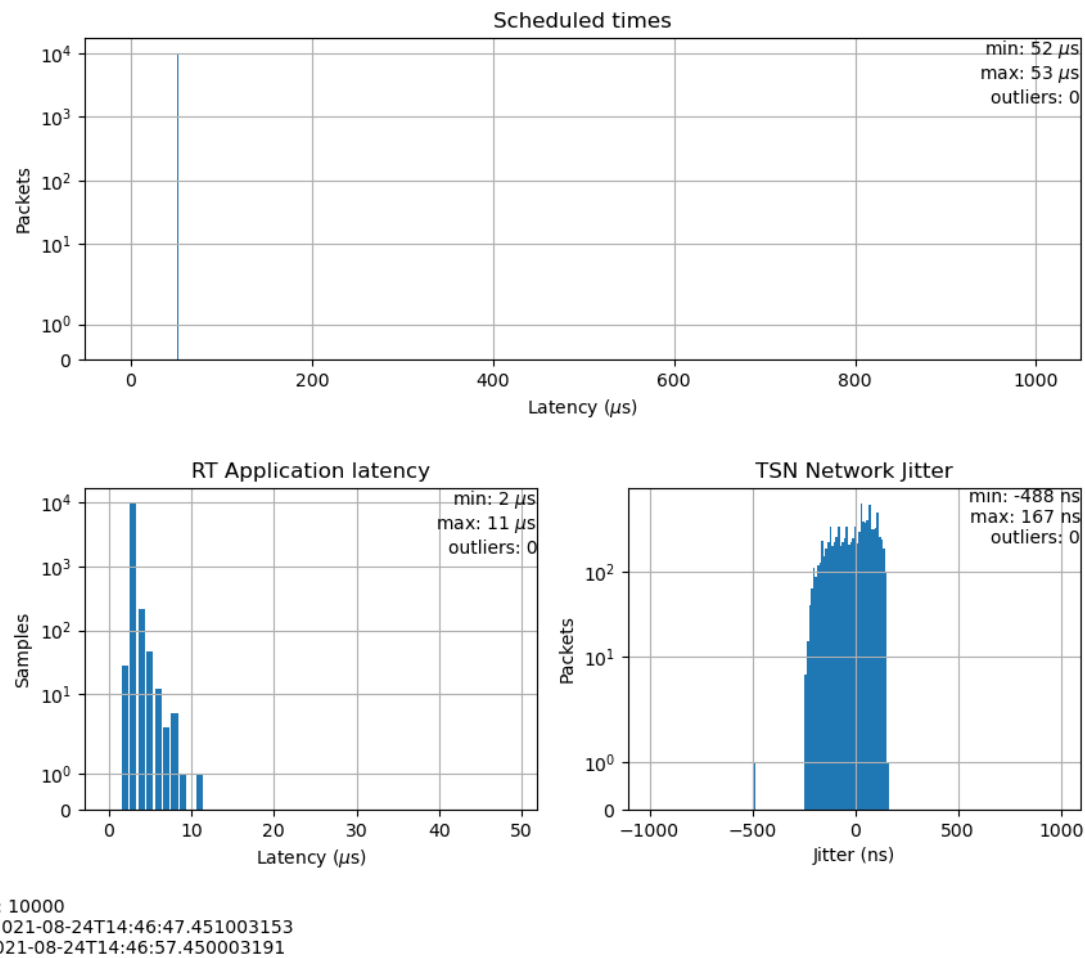 Scheduled times
min: 52 μs
max: 53 μs
outliers: 0
10⁴
10³
10²
10¹
10⁰
0
Packets
0 200 400 600 800 1000
Latency (μs)
RT Application latency
min: 2 μs
max: 11 μs
outliers: 0
10⁴
10³
10²
10¹
10⁰
0
Samples
0 10 20 30 40 50
Latency (μs)
TSN Network Jitter
min: -488 ns
max: 167 ns
outliers: 0
10²
10¹
10⁰
0
Packets
−1000 −500 0 500 1000
Jitter (ns)
: 10000
021-08-24T14:46:47.451003153
021-08-24T14:46:57.450003191